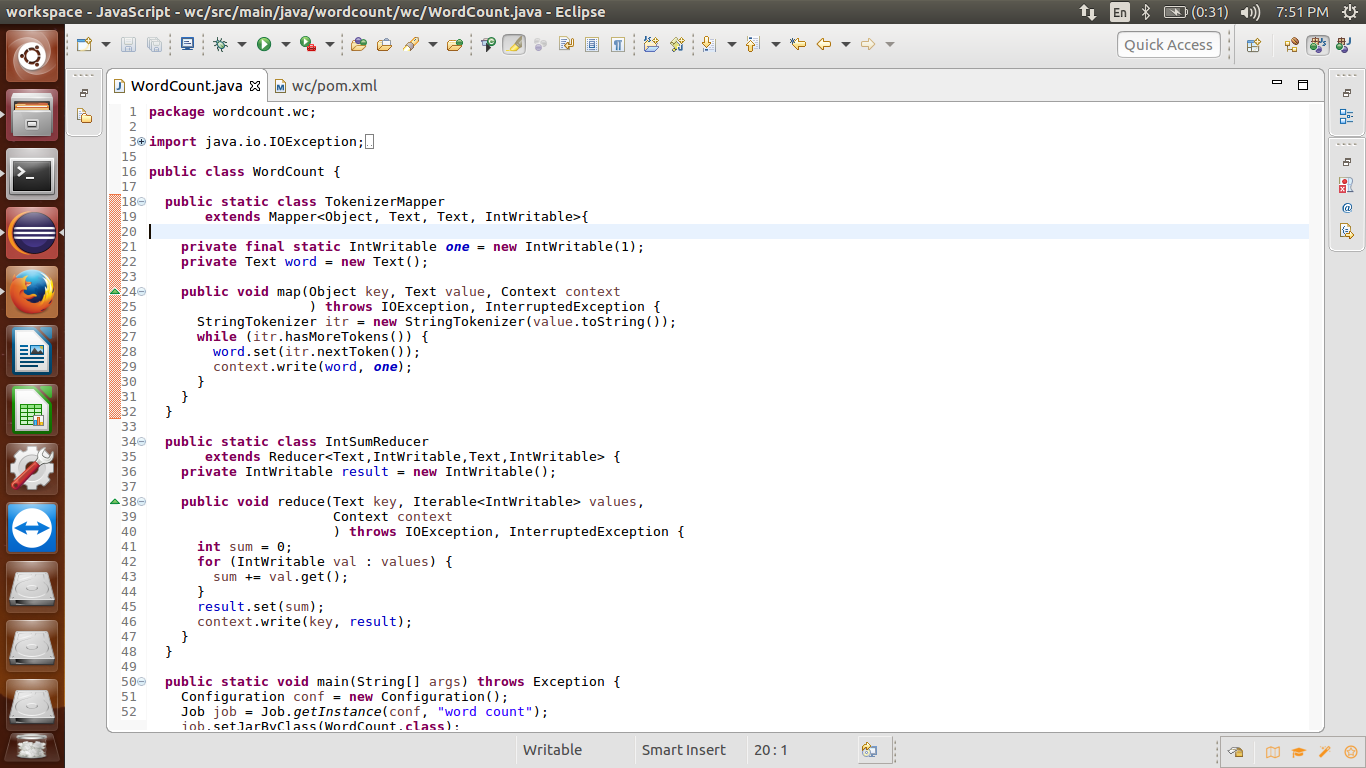 workspace - JavaScript - wc/src/main/java/wordcount/wc/WordCount.java - Eclipse
En (0:31) 7:51 PM
Quick Access
WordCount.java wc/pom.xml
1 package wordcount.wc;
2
3 import java.io.IOException;
15
16 public class WordCount {
17
18 public static class TokenizerMapper
19 extends Mapper<Object, Text, Text, IntWritable>{
20
21 private final static IntWritable one = new IntWritable(1);
22 private Text word = new Text();
23
24 public void map(Object key, Text value, Context context
25 ) throws IOException, InterruptedException {
26 StringTokenizer itr = new StringTokenizer(value.toString());
27 while (itr.hasMoreTokens()) {
28 word.set(itr.nextToken());
29 context.write(word, one);
30 }
31 }
32 }
33
34 public static class IntSumReducer
35 extends Reducer<Text,IntWritable,Text,IntWritable> {
36 private IntWritable result = new IntWritable();
37
38 public void reduce(Text key, Iterable<IntWritable> values,
39 Context context
40 ) throws IOException, InterruptedException {
41 int sum = 0;
42 for (IntWritable val : values) {
43 sum += val.get();
44 }
45 result.set(sum);
46 context.write(key, result);
47 }
48 }
49
50 public static void main(String[] args) throws Exception {
51 Configuration conf = new Configuration();
52 Job job = Job.getInstance(conf, "word count");
job.setJarByClass(WordCount.class);
Writable Smart Insert 20 : 1